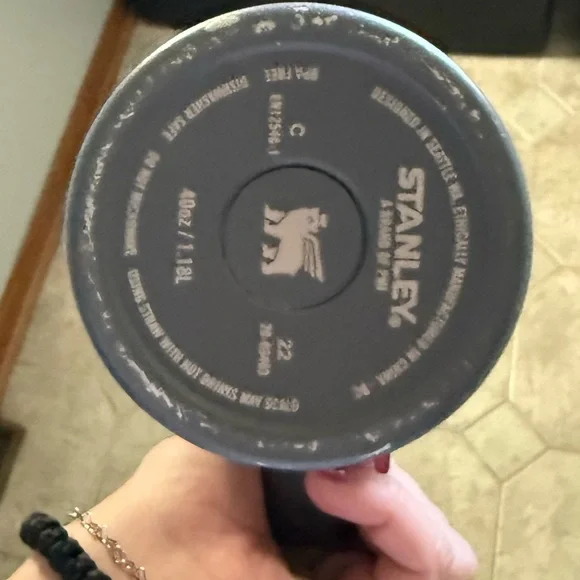 STANLEY.
A BRAND OF PMI
DESIGNED IN SEATTLE WA, ETHICALLY MANUFACTURED IN CHINA
BPA FREE
DISHWASHER SAFE
DO NOT MICROWAVE
USING STRAW WITH HOT DRINKS MAY SCALD
C
40oz / 1.18L
22